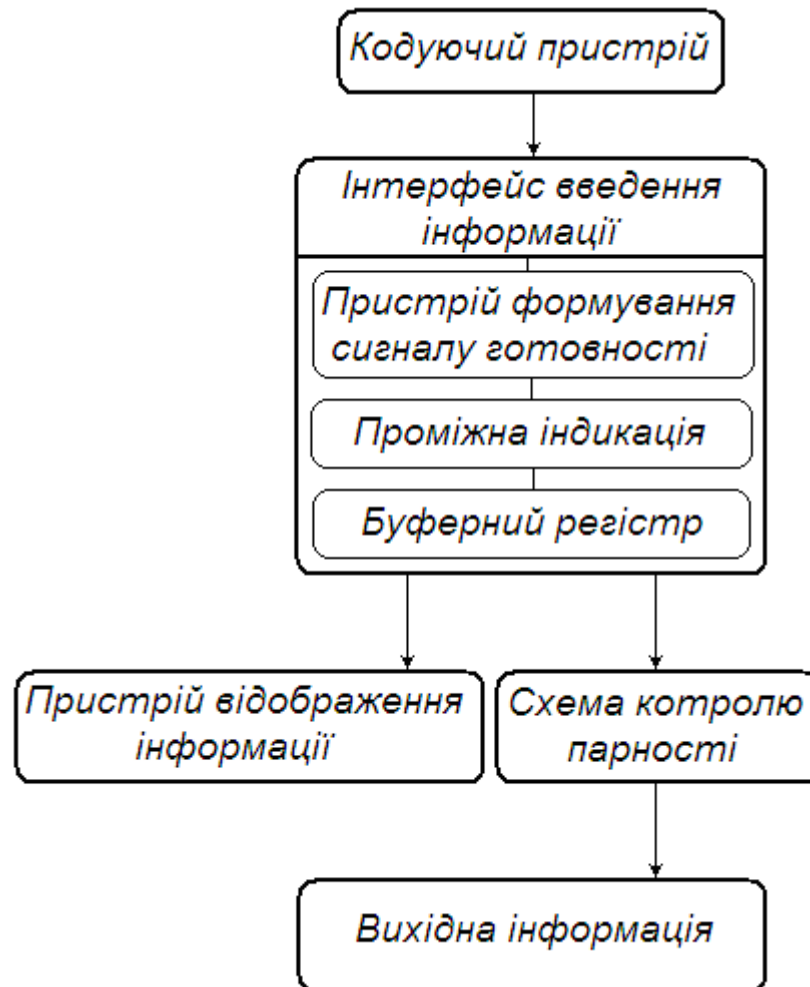 Кодуючий пристрій
Інтерфейс введення
інформації
Пристрій формування
сигналу готовності
Проміжна індикація
Буферний регістр
Пристрій відображення
інформації
Схема котролю
парності
Вихідна інформація